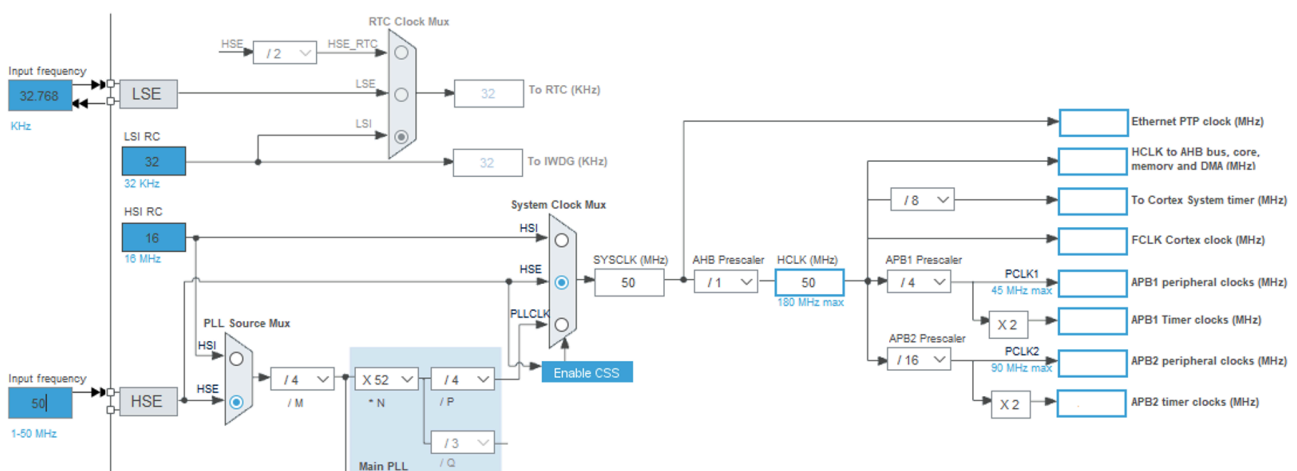 RTC Clock Mux
HSE
/ 2
HSE_RTC
Input frequency
32.768
KHz
LSE
LSE
32
To RTC (KHz)
LSI RC
LSI
32
32 KHz
32
To IWDG (KHz)
Ethernet PTP clock (MHz)
HCLK to AHB bus, core,
memory and DMA (MHz)
/ 8
To Cortex System timer (MHz)
FCLK Cortex clock (MHz)
HSI RC
16
16 MHz
System Clock Mux
HSI
HSE
PLLCLK
SYSCLK (MHz)
50
AHB Prescaler
/ 1
HCLK (MHz)
50
180 MHz max
APB1 Prescaler
/ 4
PCLK1
45 MHz max
APB1 peripheral clocks (MHz)
X 2
APB1 Timer clocks (MHz)
APB2 Prescaler
/ 16
PCLK2
90 MHz max
APB2 peripheral clocks (MHz)
X 2
APB2 timer clocks (MHz)
PLL Source Mux
HSI
HSE
Input frequency
50
1-50 MHz
HSE
/ 4
/ M
X 52
* N
/ 4
/ P
Enable CSS
/ 3
/ Q
Main PLL